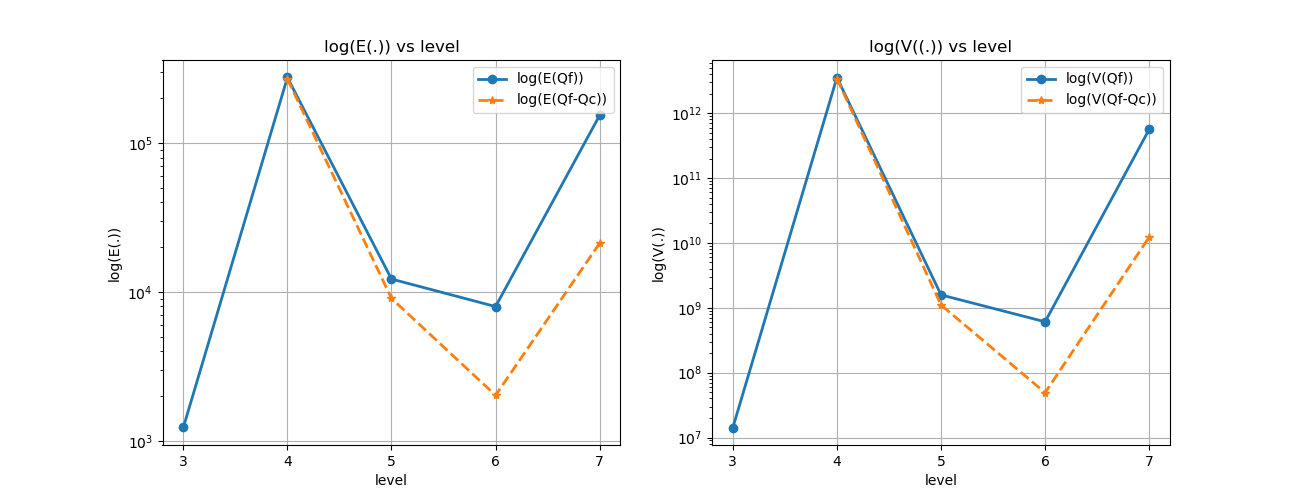 log(E(.)) vs level
log(E(Qf))
log(E(Qf-Qc))
log(E(.))
10^5
10^4
10^3
3 4 5 6 7
level
log(V((.)) vs level
log(V(Qf))
log(V(Qf-Qc))
log(V(.))
10^12
10^11
10^10
10^9
10^8
10^7
3 4 5 6 7
level